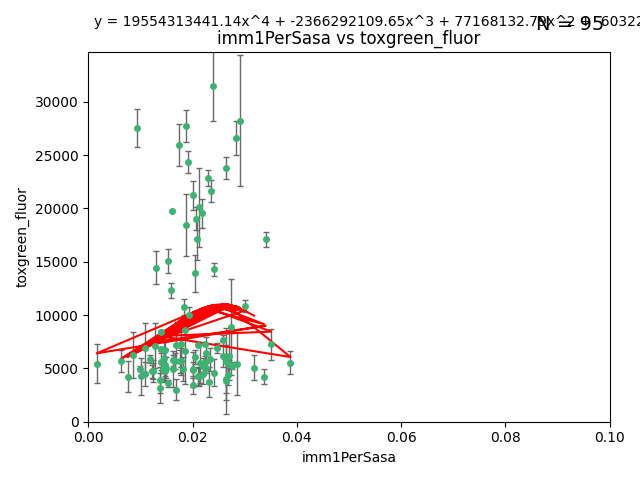 y = 19554313441.14x^4 + -2366292109.65x^3 + 77168132.
N = 95
imm1PerSasa vs toxgreen_fluor
toxgreen_fluor
30000
25000
20000
15000
10000
5000
0
0.00 0.02 0.04 0.06 0.08 0.10
imm1PerSasa